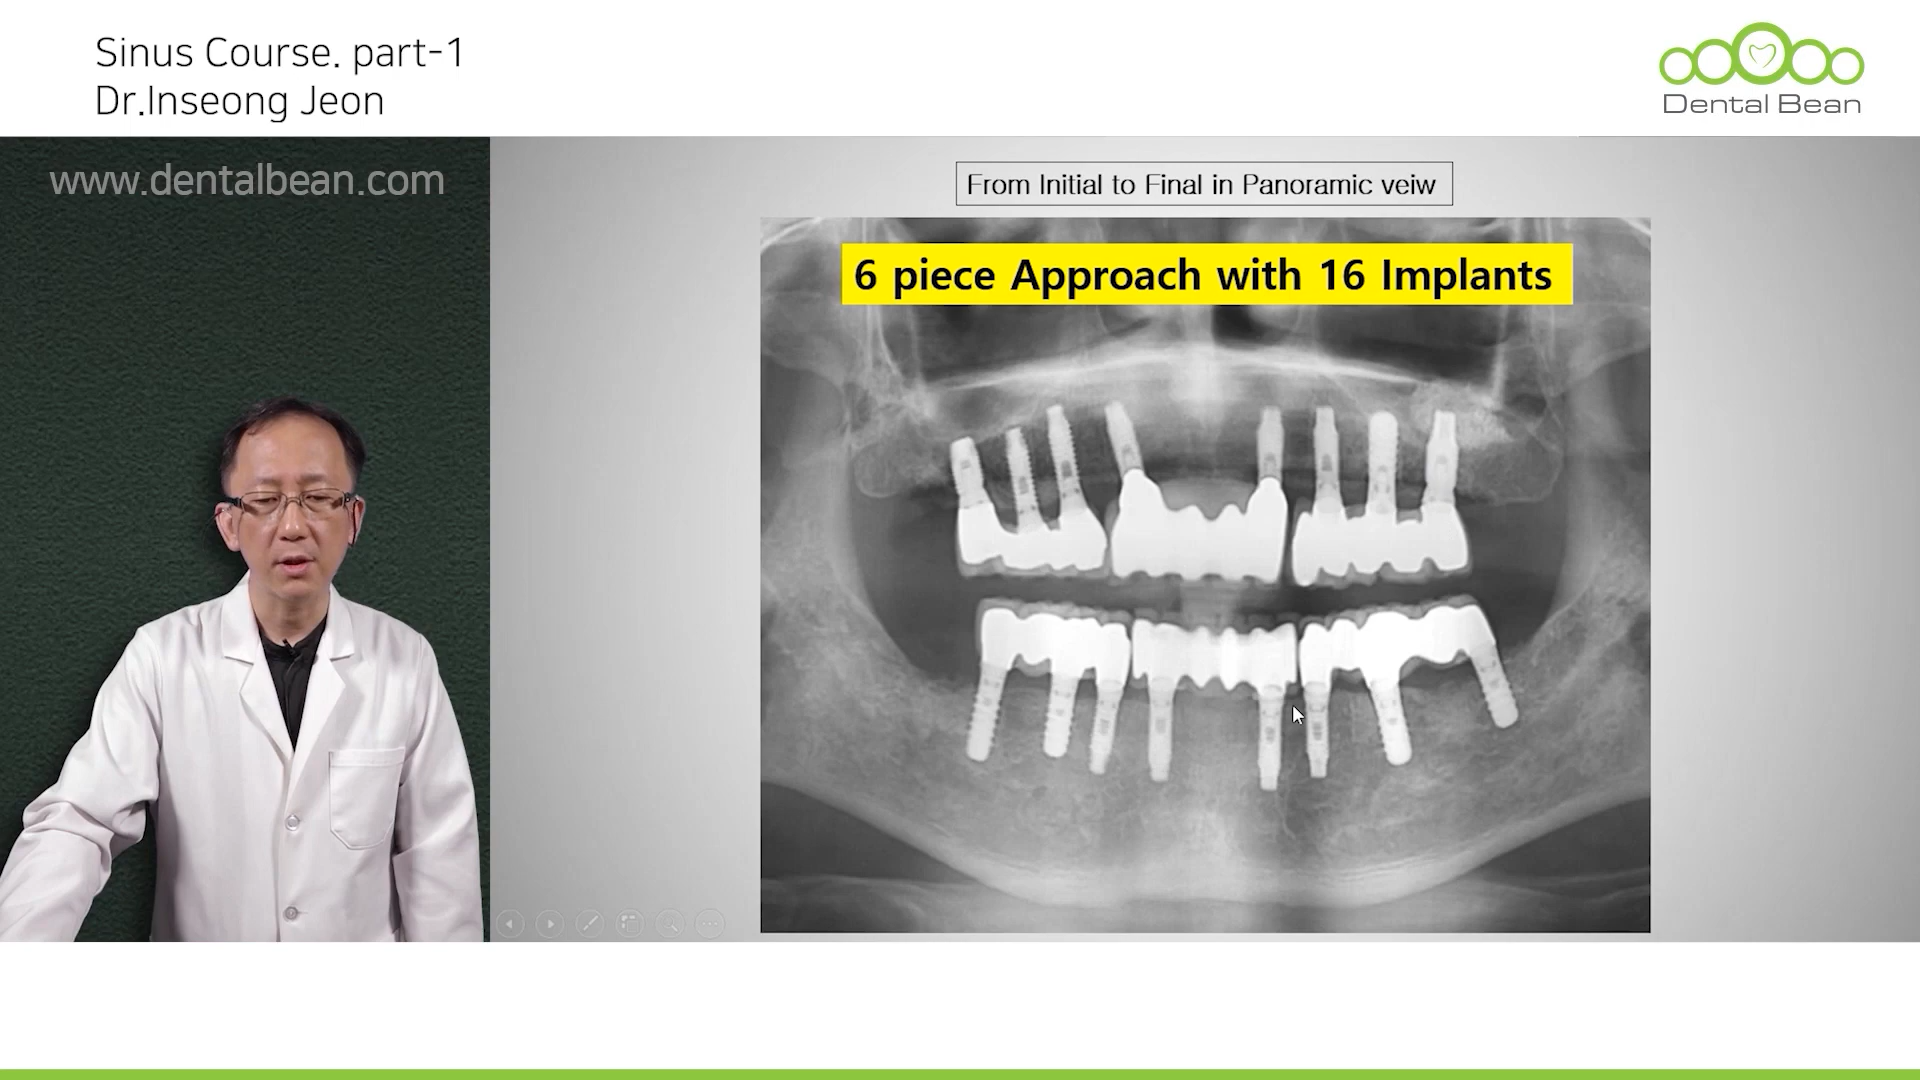 Sinus Course. part-1
Dr.Inseong Jeon
Dental Bean
www.dentalbean.com
From Initial to Final in Panoramic veiw
6 piece Approach with 16 Implants